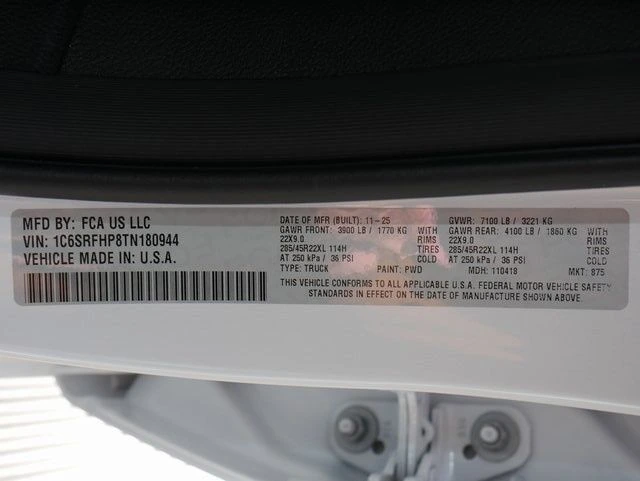 MFD BY: FCA US LLC
VIN: 1C6SRFHP8TN180944
VEHICLE MADE IN: U.S.A.
DATE OF MFR (BUILT): 11-25 GVWR: 7100 LB / 3221 KG
GAWR FRONT: 3900 LB / 1770 KG WITH GAWR REAR: 4100 LB / 1860 KG WITH
22X9.0 RIMS 22X9.0 RIMS
285/45R22XL 114H TIRES 285/45R22XL 114H TIRES
AT 250 kPa / 36 PSI COLD AT 250 kPa / 36 PSI COLD
TYPE: TRUCK PAINT: PWD MDH: 110418 MKT: 875
THIS VEHICLE CONFORMS TO ALL APPLICABLE U.S.A. FEDERAL MOTOR VEHICLE SAFETY
STANDARDS IN EFFECT ON THE DATE OF MANUFACTURE SHOWN ABOVE.